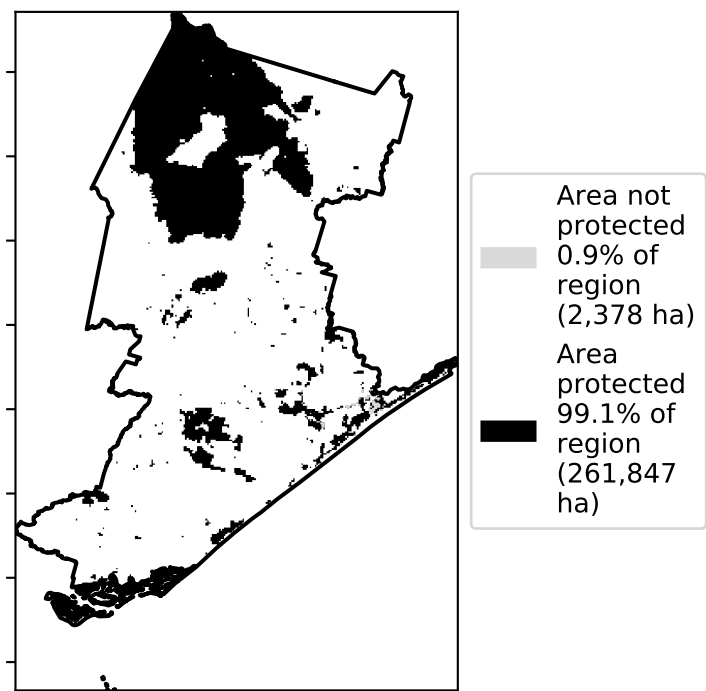 Area not
protected
0.9% of
region
(2,378 ha)
Area
protected
99.1% of
region
(261,847
ha)